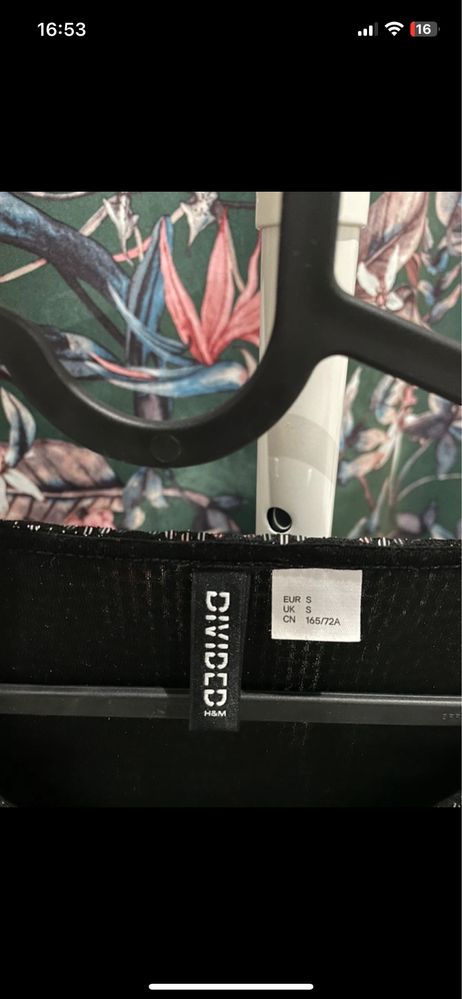 16:53
16
DIVIDED
H&M
EUR S
UK S
CN 165/72A